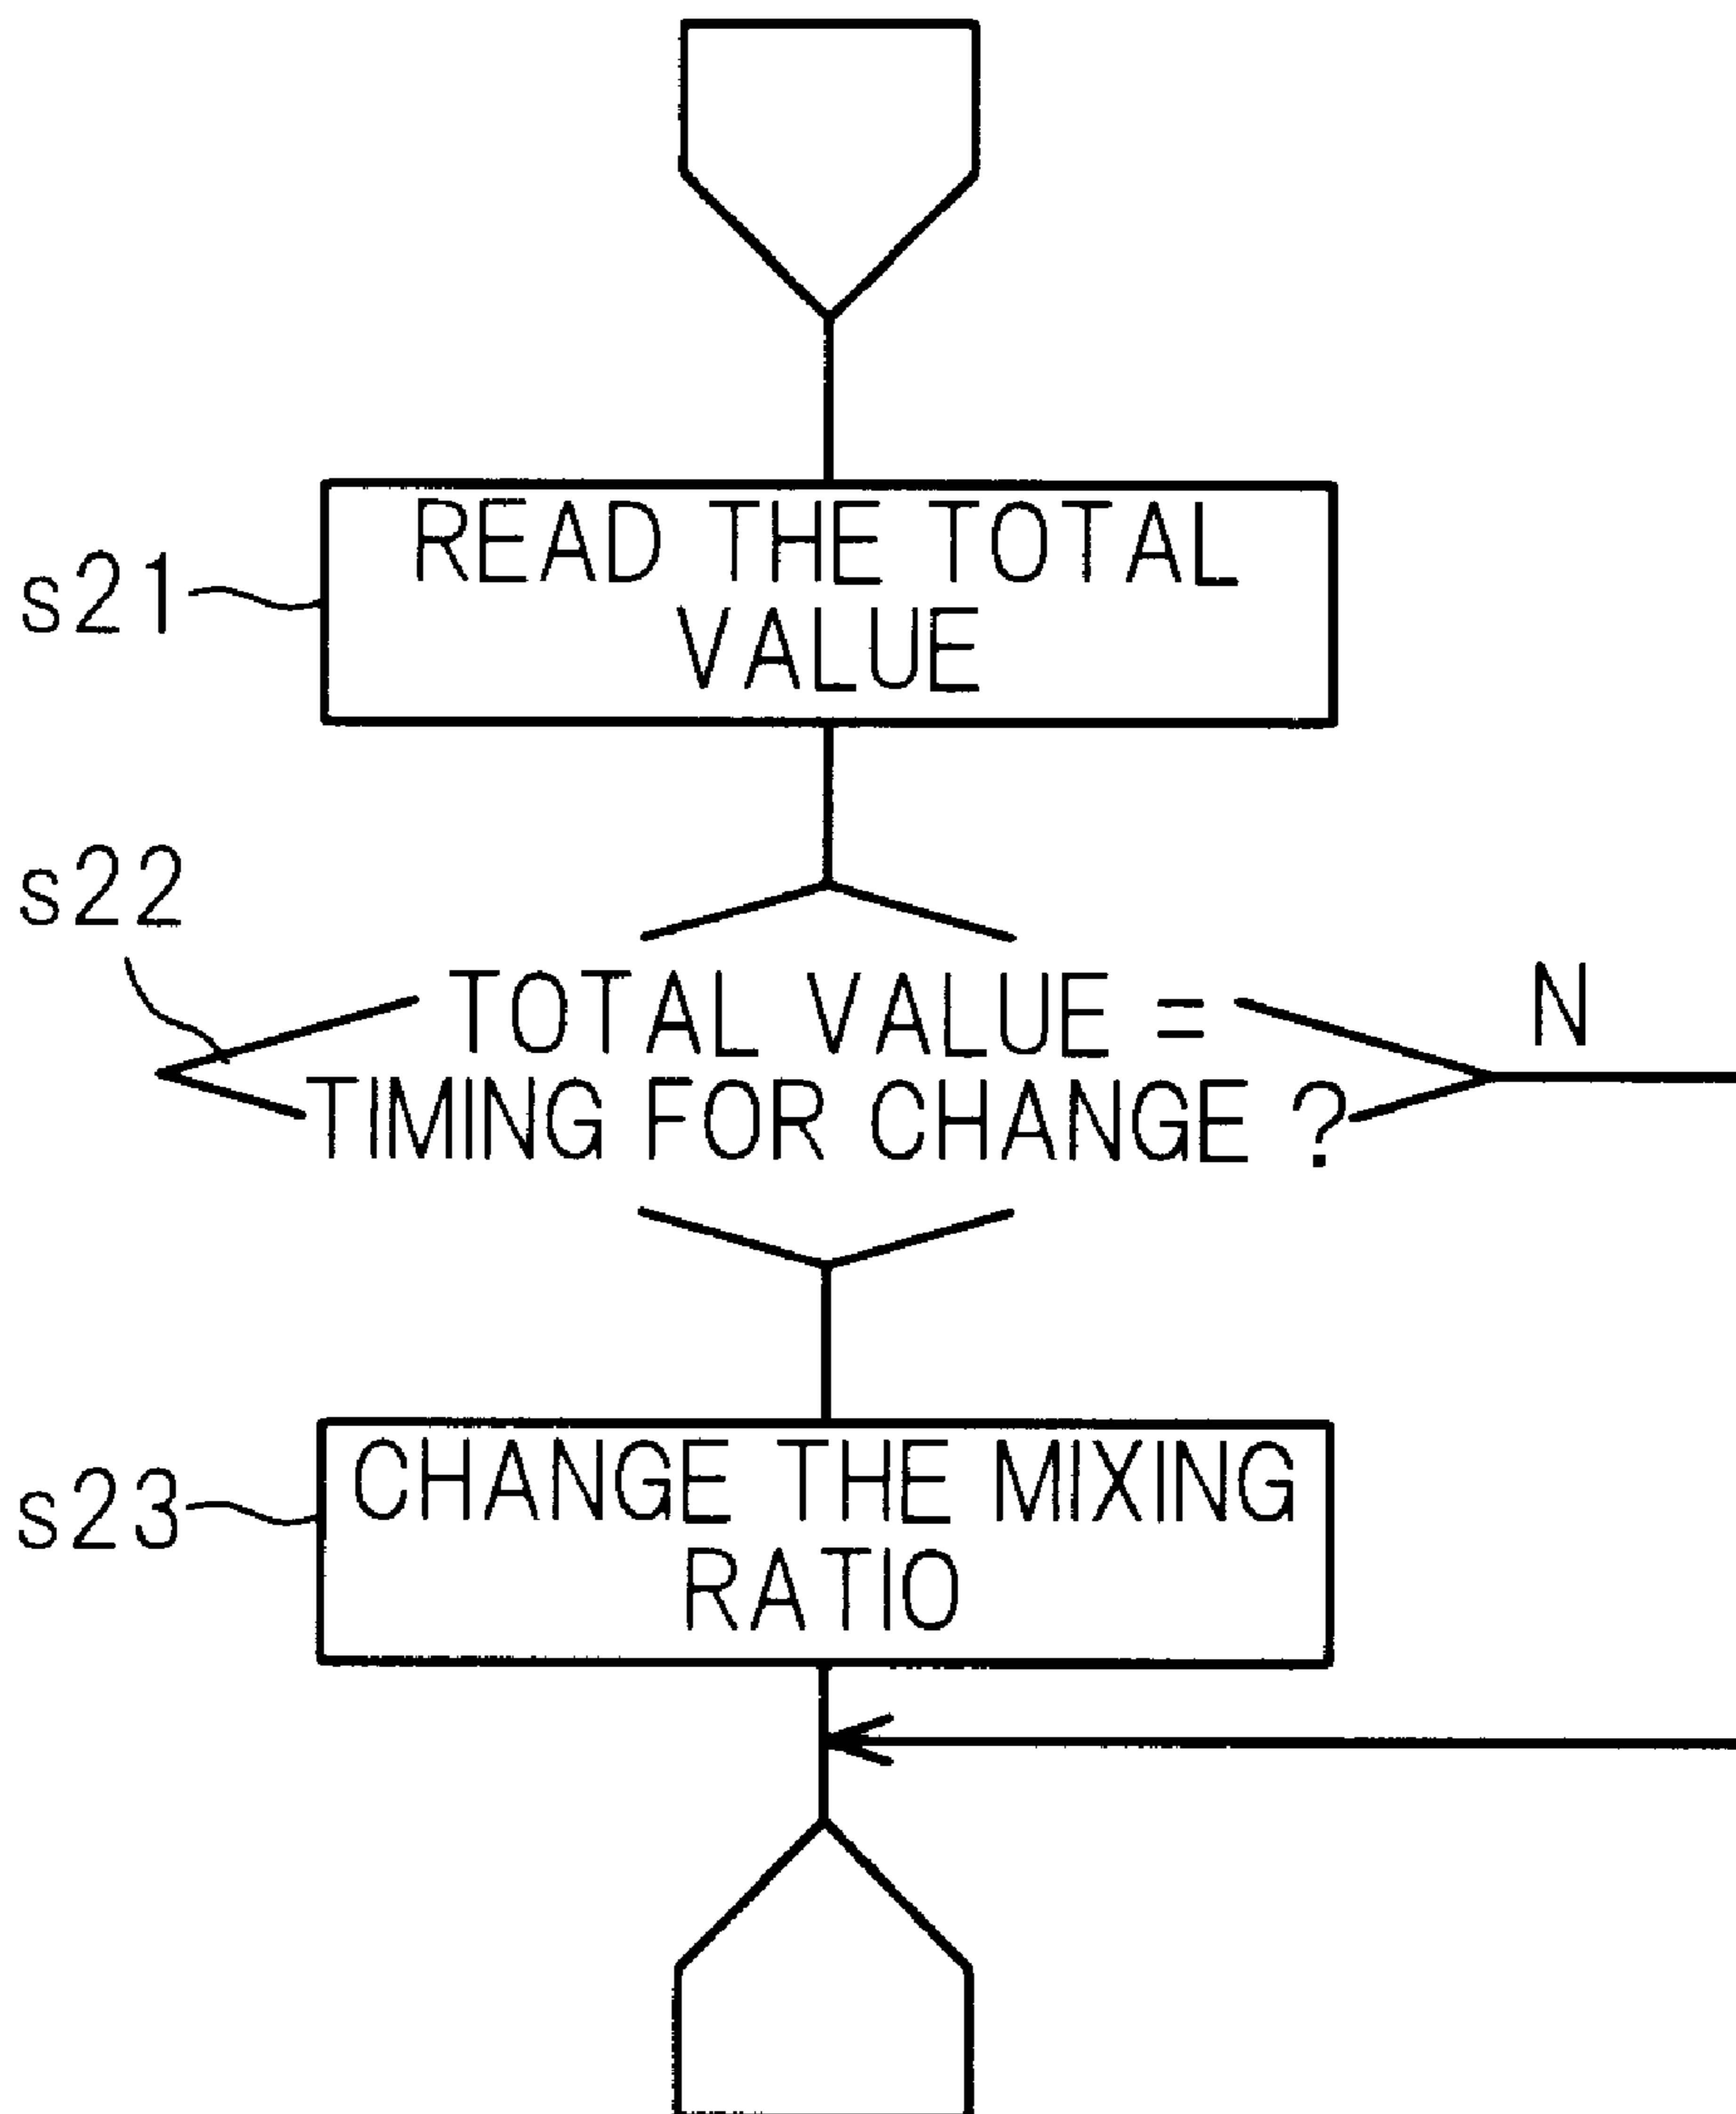 READ THE TOTAL
VALUE
s21
s22
TOTAL VALUE =
TIMING FOR CHANGE ?
N
CHANGE THE MIXING
RATIO
s23